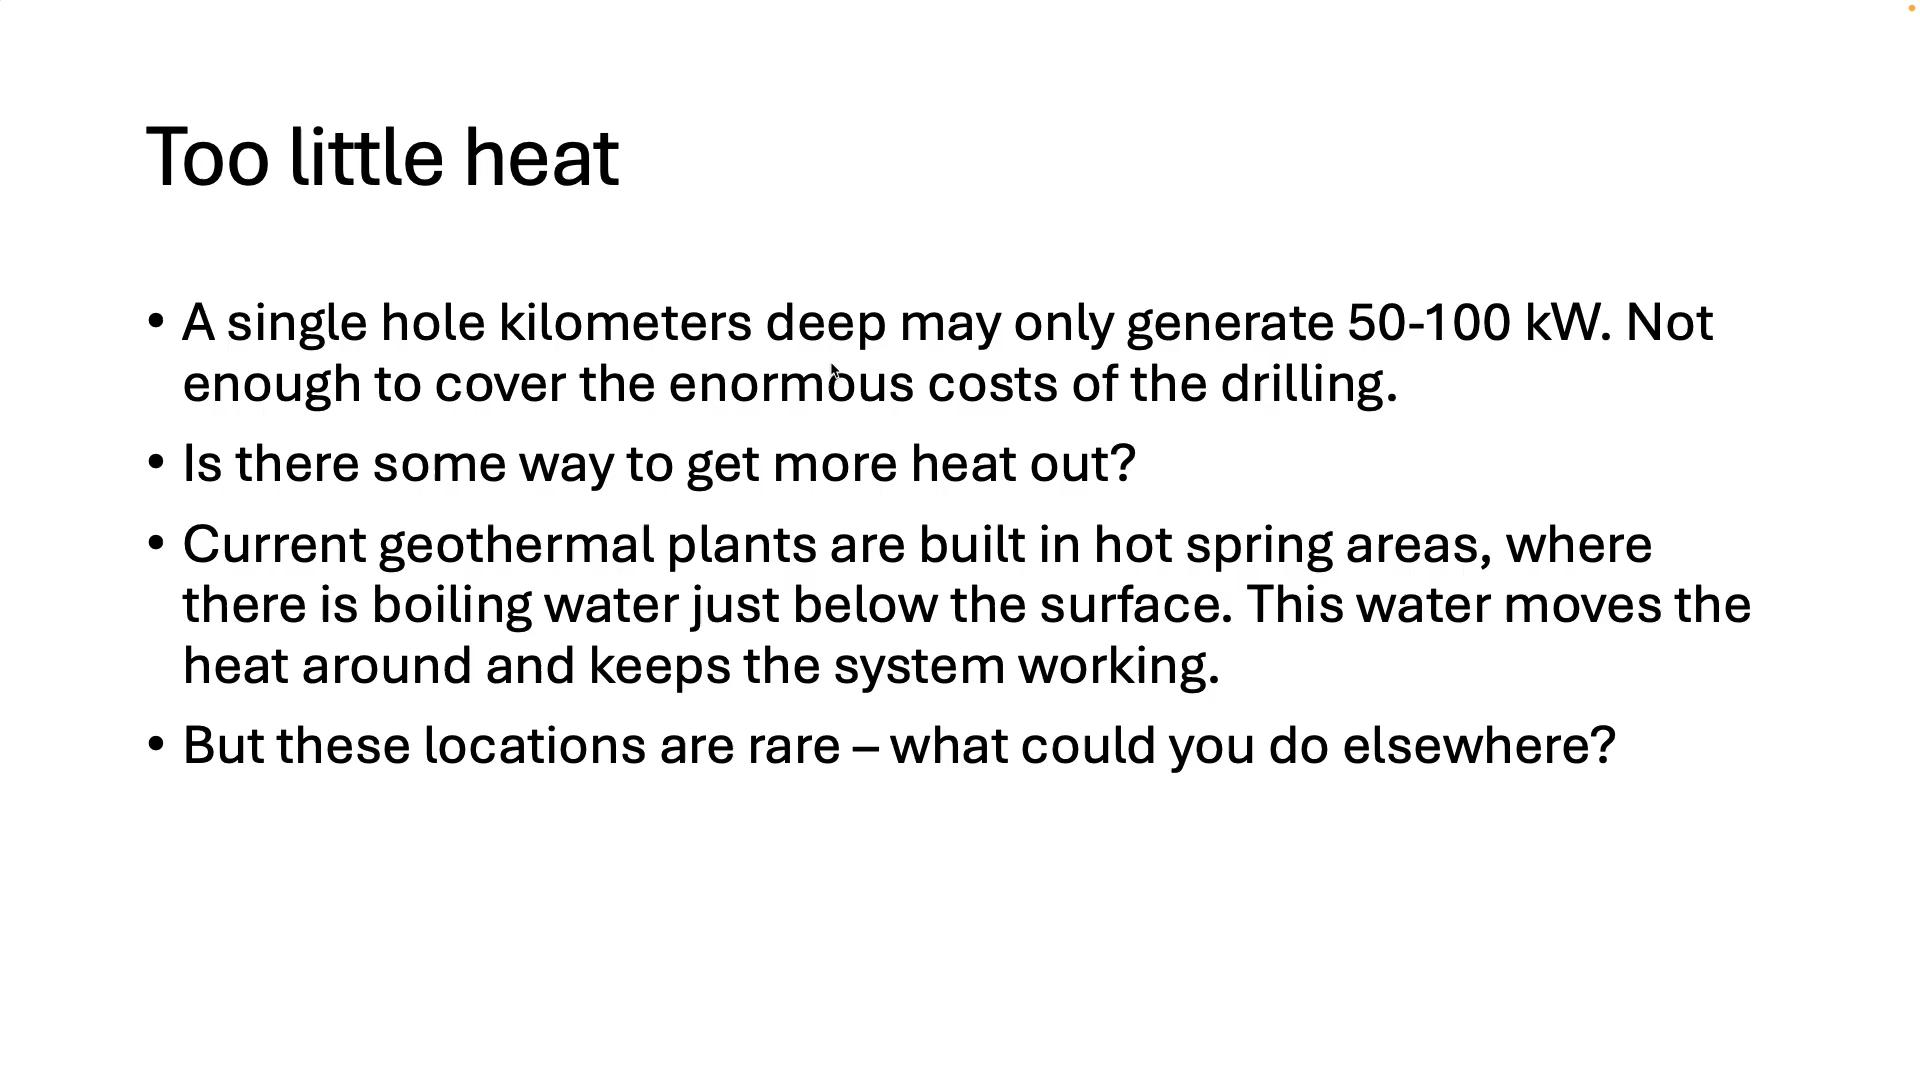 Too little heat
• A single hole kilometers deep may only generate 50-100 kW. Not
enough to cover the enormous costs of the drilling.
• Is there some way to get more heat out?
• Current geothermal plants are built in hot spring areas, where
there is boiling water just below the surface. This water moves the
heat around and keeps the system working.
• But these locations are rare – what could you do elsewhere?